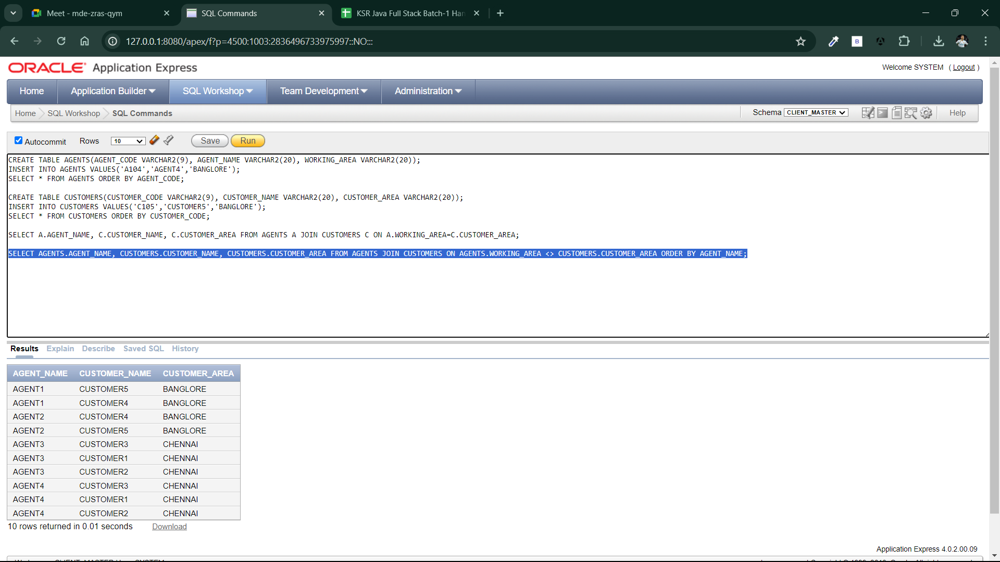 Meet - mde-zras-qym
SQL Commands
KSR Java Full Stack Batch-1 Han
127.0.0.1:8080/apex/f?p=4500:1003:2836496733975997::NO:::
B
ORACLE Application Express
Welcome SYSTEM ( Logout )
Home
Application Builder
SQL Workshop
Team Development
Administration
Home SQL Workshop SQL Commands
Schema CLIENT_MASTER
Help
Autocommit Rows 10 Save Run
CREATE TABLE AGENTS(AGENT_CODE VARCHAR2(9), AGENT_NAME VARCHAR2(20), WORKING_AREA VARCHAR2(20));
INSERT INTO AGENTS VALUES('A104','AGENT4','BANGLORE');
SELECT * FROM AGENTS ORDER BY AGENT_CODE;
CREATE TABLE CUSTOMERS(CUSTOMER_CODE VARCHAR2(9), CUSTOMER_NAME VARCHAR2(20), CUSTOMER_AREA VARCHAR2(20));
INSERT INTO CUSTOMERS VALUES('C105','CUSTOMER5','BANGLORE');
SELECT * FROM CUSTOMERS ORDER BY CUSTOMER_CODE;
SELECT A.AGENT_NAME, C.CUSTOMER_NAME, C.CUSTOMER_AREA FROM AGENTS A JOIN CUSTOMERS C ON A.WORKING_AREA=C.CUSTOMER_AREA;
SELECT AGENTS.AGENT_NAME, CUSTOMERS.CUSTOMER_NAME, CUSTOMERS.CUSTOMER_AREA FROM AGENTS JOIN CUSTOMERS ON AGENTS.WORKING_AREA <> CUSTOMERS.CUSTOMER_AREA ORDER BY AGENT_NAME;
Results Explain Describe Saved SQL History
AGENT_NAME CUSTOMER_NAME CUSTOMER_AREA
AGENT1 CUSTOMER5 BANGLORE
AGENT1 CUSTOMER4 BANGLORE
AGENT2 CUSTOMER4 BANGLORE
AGENT2 CUSTOMER5 BANGLORE
AGENT3 CUSTOMER3 CHENNAI
AGENT3 CUSTOMER1 CHENNAI
AGENT3 CUSTOMER2 CHENNAI
AGENT4 CUSTOMER3 CHENNAI
AGENT4 CUSTOMER1 CHENNAI
AGENT4 CUSTOMER2 CHENNAI
10 rows returned in 0.01 seconds Download
Application Express 4.0.2.00.09